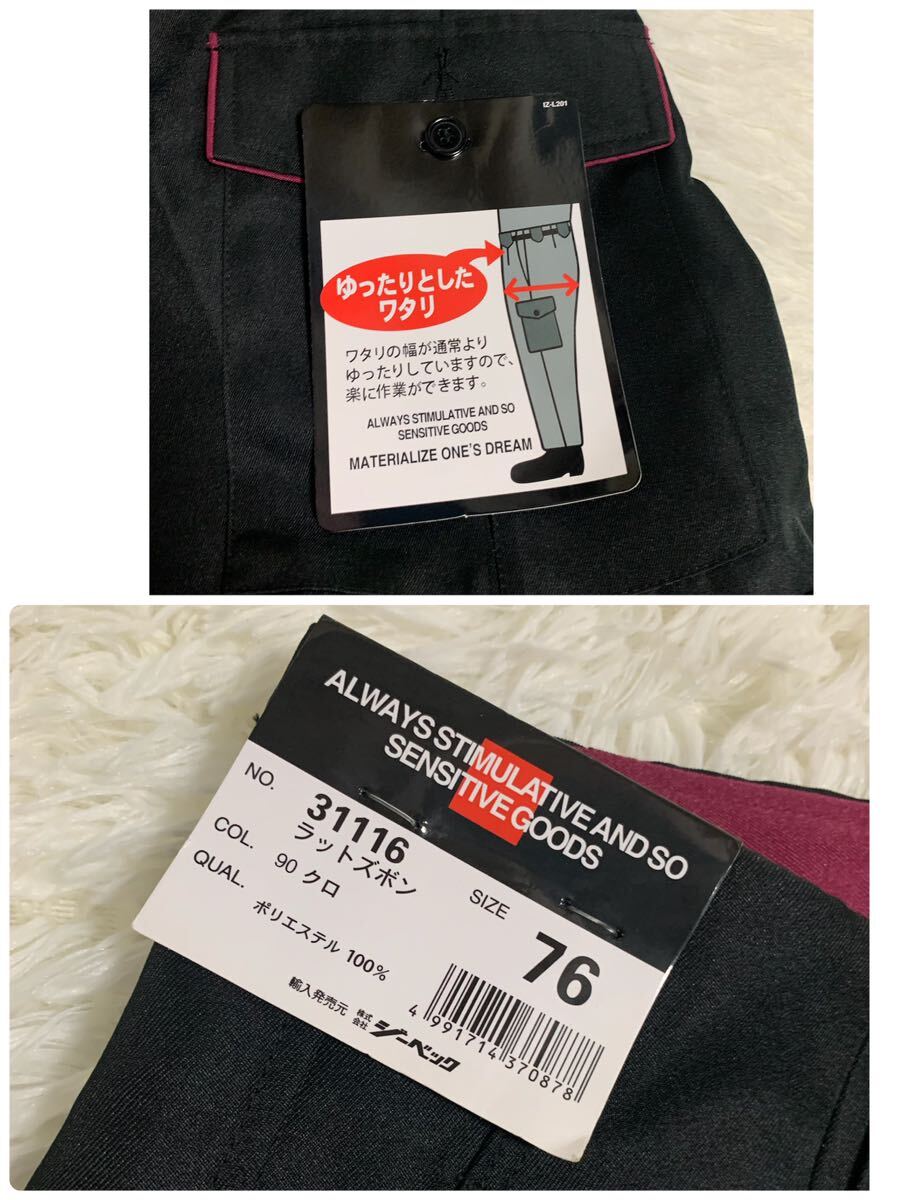 IZ-L201
ゆったりとした
ワタリ
ワタリの幅が通常より
ゆったりしていますので、
楽に作業ができます。
ALWAYS STIMULATIVE AND SO
SENSITIVE GOODS
MATERIALIZE ONE'S DREAM
ALWAYS STIMULATIVE AND SO
SENSITIVE GOODS
NO. 31116
ラットズボン
COL. 90 クロ
QUAL.
ポリエステル 100%
SIZE
76
輸入発売元 株式会社 ジーベック
4 991714 370878